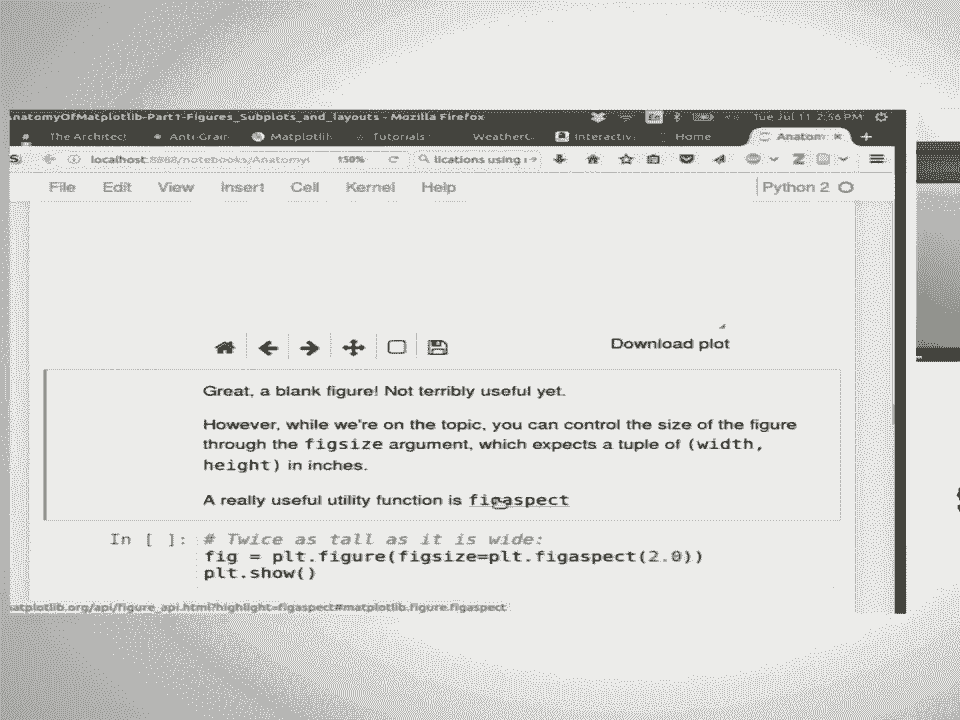 AnatomyOfMatplotlib-Part1-Figures_Subplots_and_layouts - Mozilla Firefox
En
Tue Jul 11 2:56 PM
The Architect
Anti-Grain
Matplotlib
Tutorials
WeatherC
Interactiv
Home
Anatom
localhost:8868/notebooks/Anatomy
150%
lications using
File Edit View Insert Cell Kernel Help
Python 2
Download plot
Great, a blank figure! Not terribly useful yet.
However, while we're on the topic, you can control the size of the figure
through the figsize argument, which expects a tuple of (width,
height) in inches.
A really useful utility function is figaspect
In [ ]: # Twice as tall as it is wide:
fig = plt.figure(figsize=plt.figaspect(2.0))
plt.show()
atplotlib.org/api/figure_api.html?highlight=figaspect#matplotlib.figure.figaspect